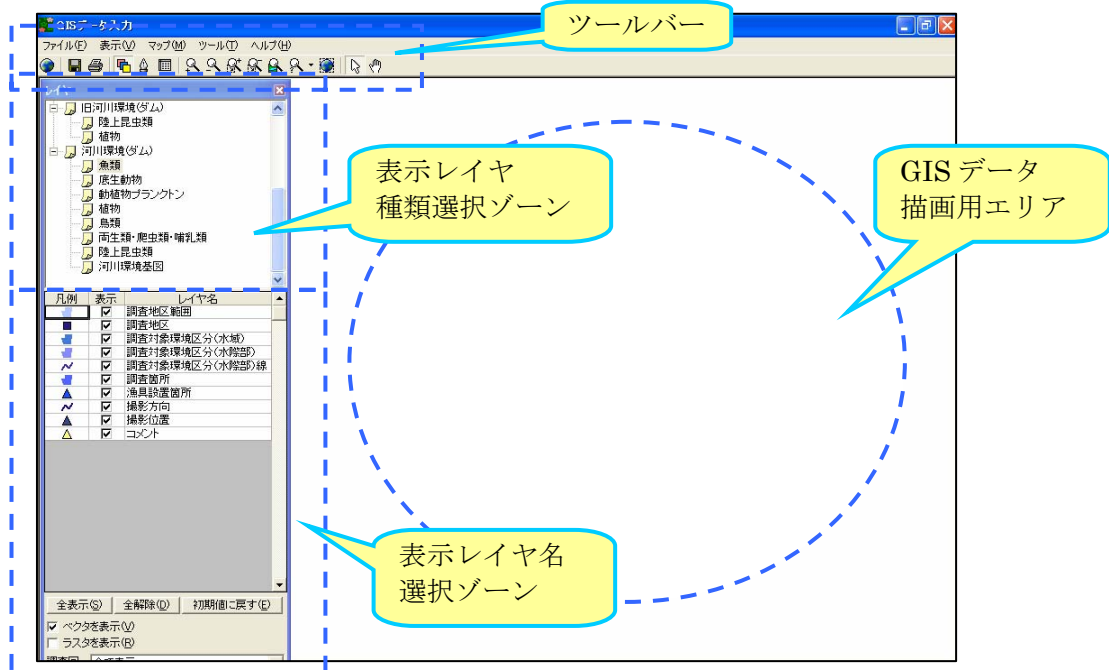 GISデータ入力
ツールバー
ファイル(F) 表示(V) マップ(M) ツール(T) ヘルプ(H)
レイヤ
旧河川環境(ダム)
陸上昆虫類
植物
河川環境(ダム)
魚類
底生動物
動植物プランクトン
植物
鳥類
両生類・爬虫類・哺乳類
陸上昆虫類
河川環境基図
表示レイヤ
種類選択ゾーン
GIS データ
描画用エリア
凡例 表示 レイヤ名
調査地区範囲
調査地区
調査対象環境区分(水域)
調査対象環境区分(水際部)
調査対象環境区分(水際部)線
調査箇所
漁具設置箇所
撮影方向
撮影位置
コメント
表示レイヤ名
選択ゾーン
全表示(S) 全解除(D) 初期値に戻す(E)
ベクタを表示(V)
ラスタを表示(R)